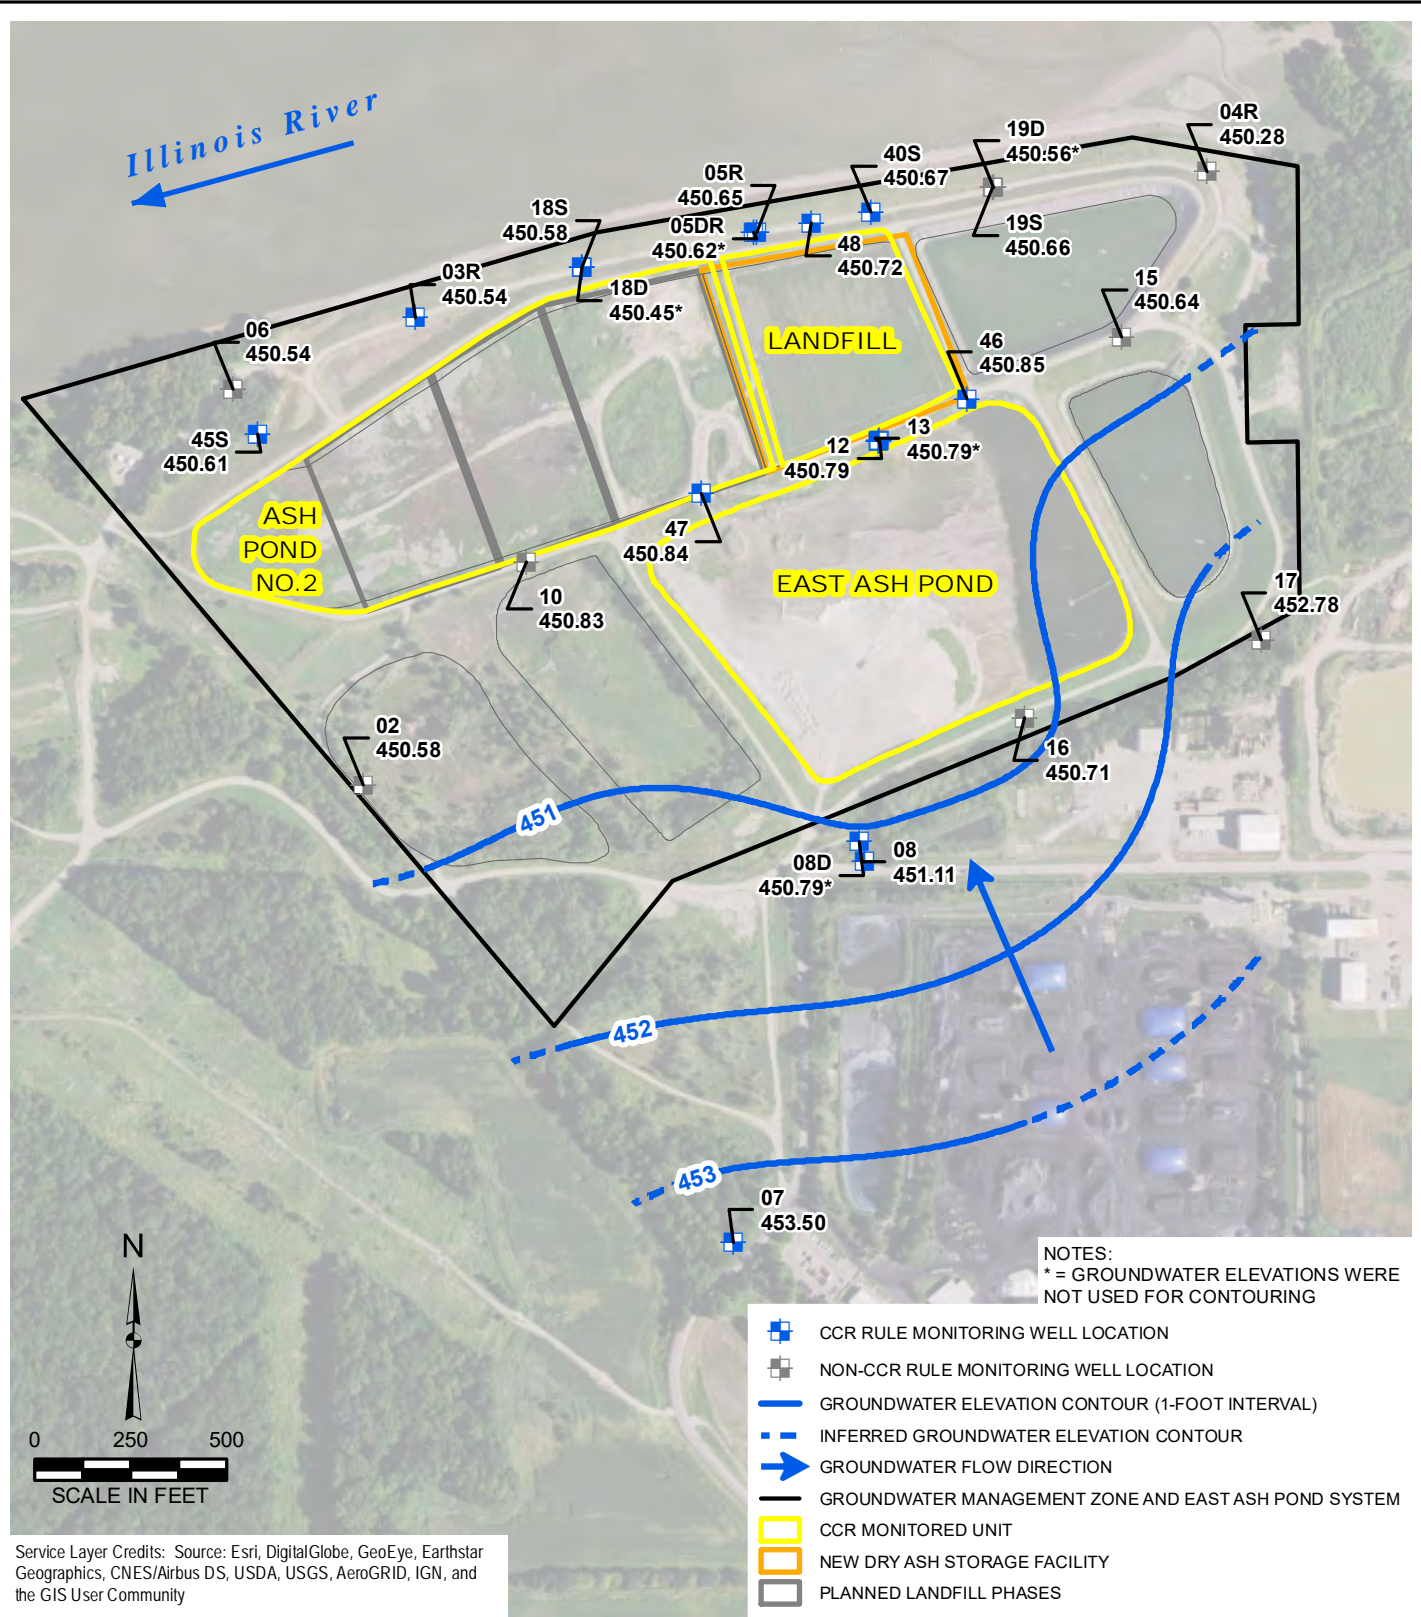 Illinois River
04R
450.28
19D
450.56*
40S
450.67
05R
450.65
18S
450.58
05DR
450.62*
19S
450.66
48
450.72
03R
450.54
18D
450.45*
15
450.64
06
450.54
LANDFILL
46
450.85
45S
450.61
12
450.79
13
450.79*
ASH
POND
NO.2
47
450.84
EAST ASH POND
10
450.83
17
452.78
02
450.58
16
450.71
451
08D
450.79*
08
451.11
452
453
07
453.50
N
0 250 500
SCALE IN FEET
NOTES:
* = GROUNDWATER ELEVATIONS WERE
NOT USED FOR CONTOURING
CCR RULE MONITORING WELL LOCATION
NON-CCR RULE MONITORING WELL LOCATION
GROUNDWATER ELEVATION CONTOUR (1-FOOT INTERVAL)
INFERRED GROUNDWATER ELEVATION CONTOUR
GROUNDWATER FLOW DIRECTION
GROUNDWATER MANAGEMENT ZONE AND EAST ASH POND SYSTEM
CCR MONITORED UNIT
NEW DRY ASH STORAGE FACILITY
PLANNED LANDFILL PHASES
Service Layer Credits: Source: Esri, DigitalGlobe, GeoEye, Earthstar
Geographics, CNES/Airbus DS, USDA, USGS, AeroGRID, IGN, and
the GIS User Community